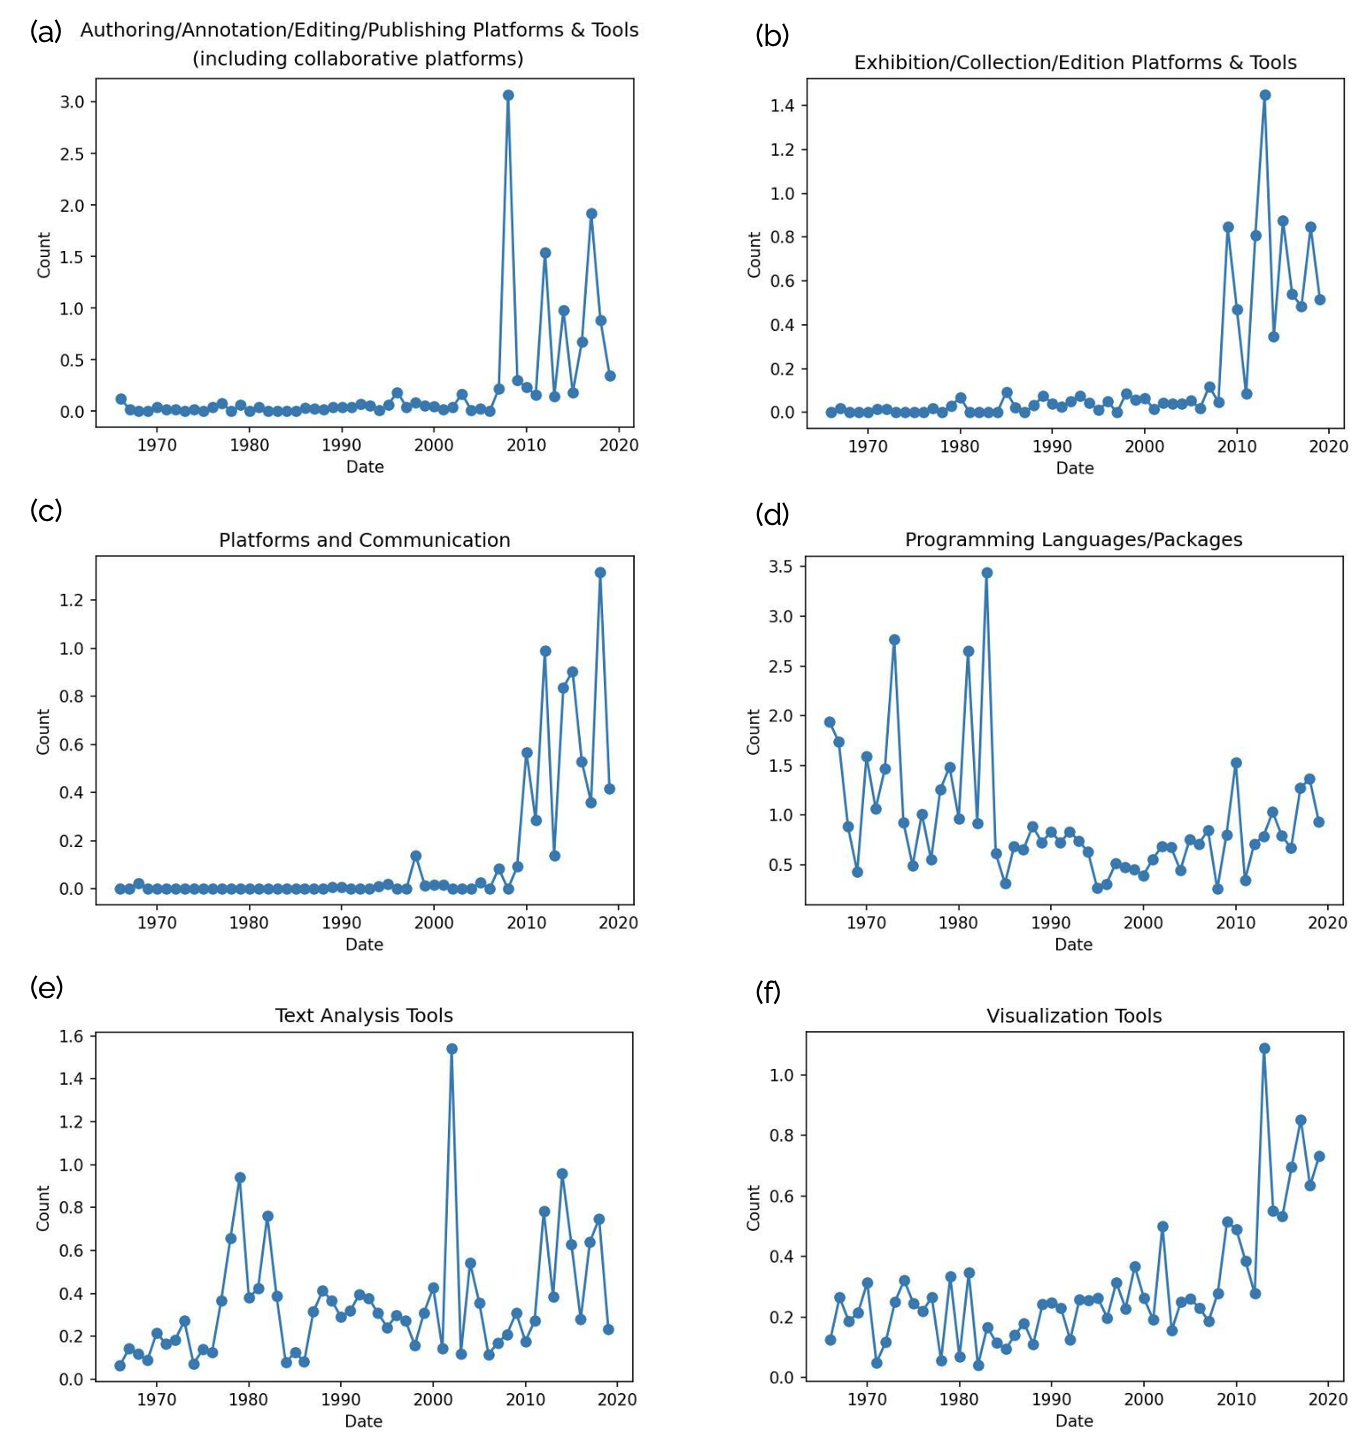 (a) Authoring/Annotation/Editing/Publishing Platforms & Tools
(including collaborative platforms)
3.0
2.5
2.0
1.5
1.0
0.5
0.0
Count
1970 1980 1990 2000 2010 2020
Date
(b)
Exhibition/Collection/Edition Platforms & Tools
1.4
1.2
1.0
0.8
0.6
0.4
0.2
0.0
Count
1970 1980 1990 2000 2010 2020
Date
(c)
Platforms and Communication
1.2
1.0
0.8
0.6
0.4
0.2
0.0
Count
1970 1980 1990 2000 2010 2020
Date
(d)
Programming Languages/Packages
3.5
3.0
2.5
2.0
1.5
1.0
0.5
Count
1970 1980 1990 2000 2010 2020
Date
(e)
Text Analysis Tools
1.6
1.4
1.2
1.0
0.8
0.6
0.4
0.2
0.0
Count
1970 1980 1990 2000 2010 2020
Date
(f)
Visualization Tools
1.0
0.8
0.6
0.4
0.2
0.0
Count
1970 1980 1990 2000 2010 2020
Date